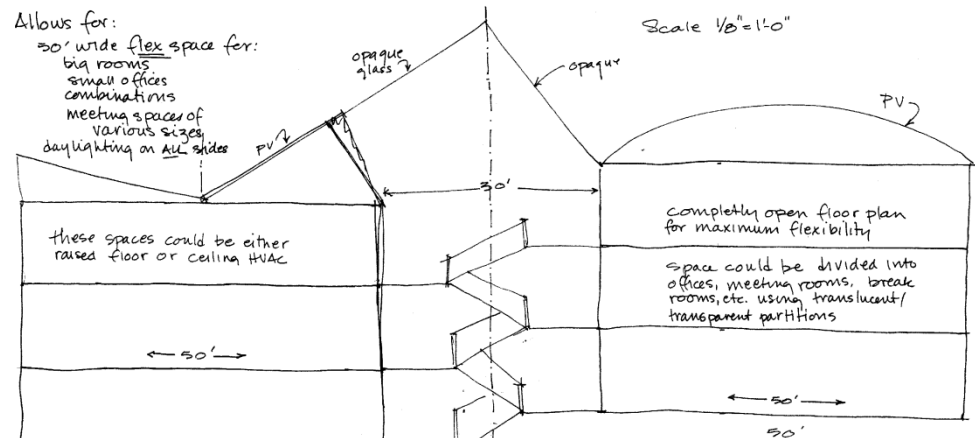 Allows for:
30' wide flex space for:
big rooms
small offices
combinations
meeting spaces of
various sizes
daylighting on ALL sides
opaque
glass
Scale 1/8"=1'-0"
opaque
PV
PV
30'
these spaces could be either
raised floor or ceiling HVAC
completly open floor plan
for maximum flexibility
space could be divided into
offices, meeting rooms, break
rooms, etc. using translucent/
transparent partitions
50'
50'
50'